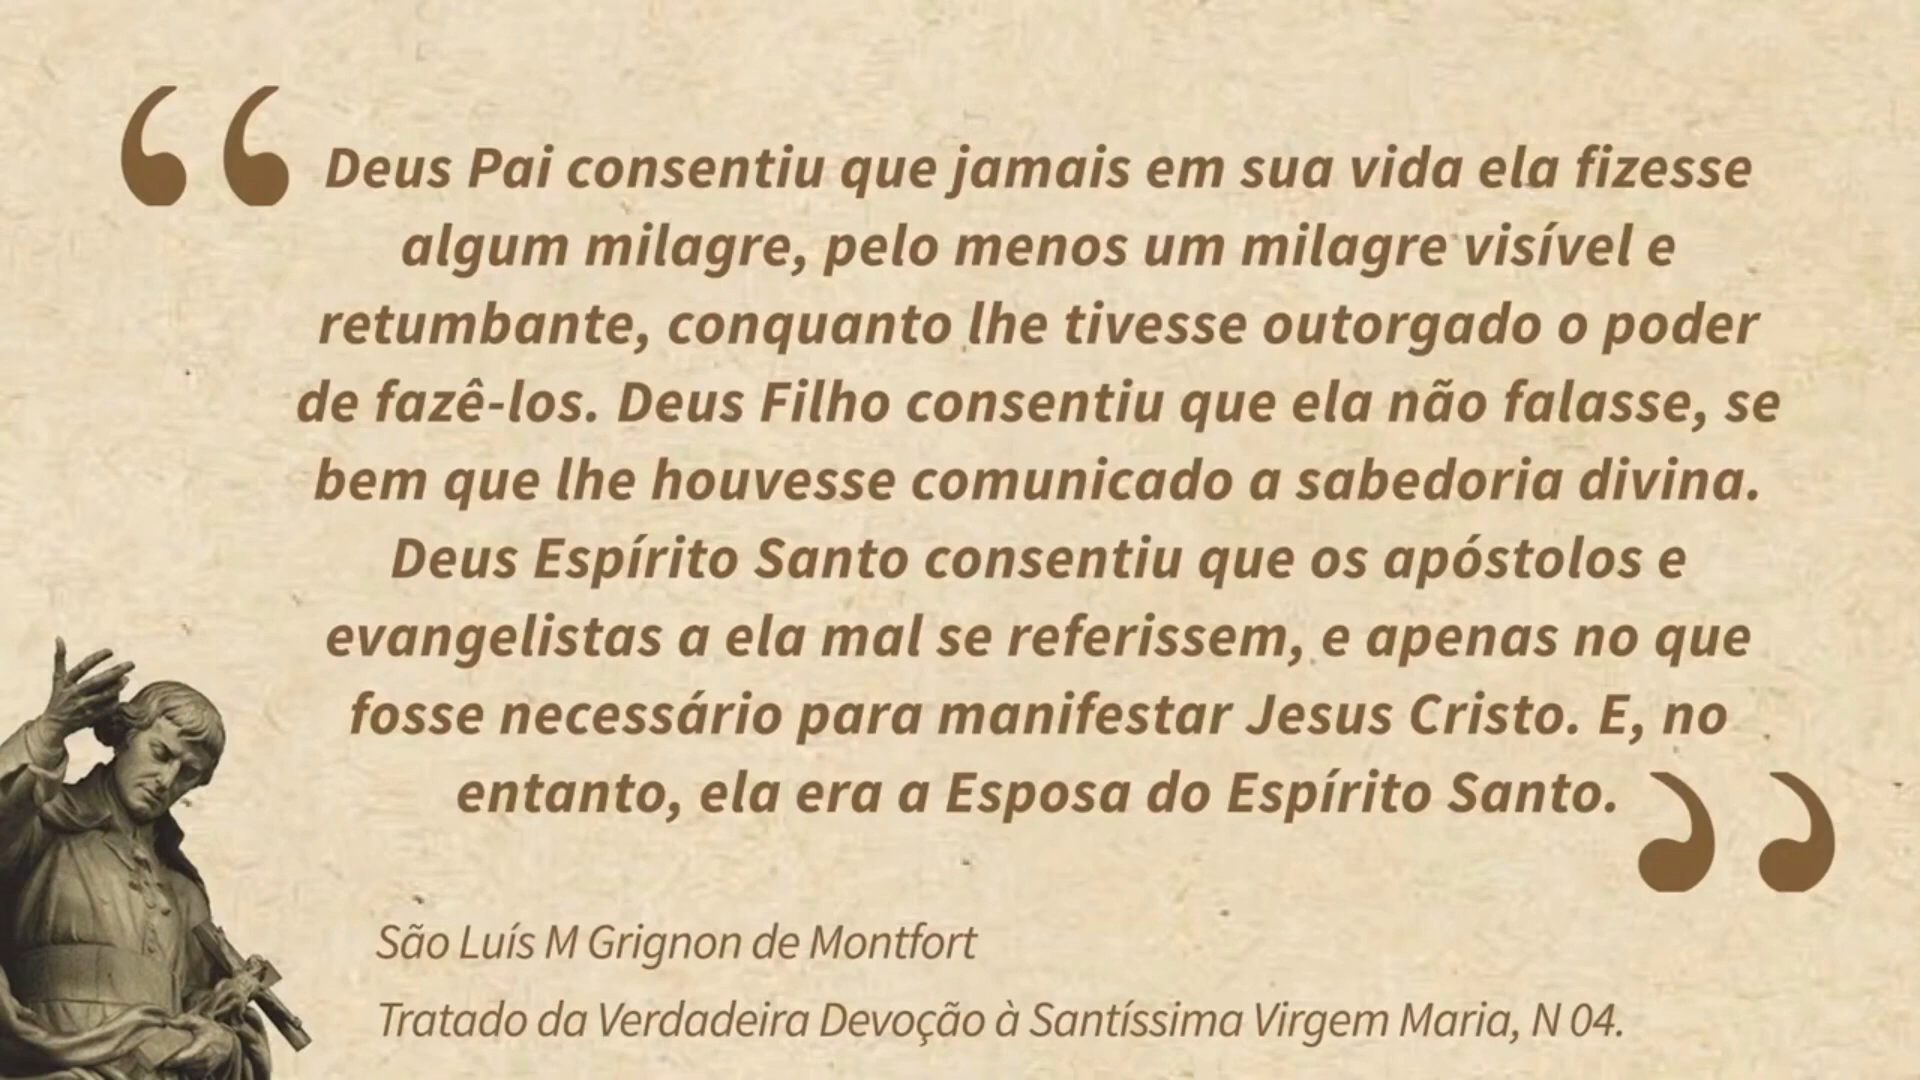 “Deus Pai consentiu que jamais em sua vida ela fizesse
algum milagre, pelo menos um milagre visível e
retumbante, conquanto lhe tivesse outorgado o poder
de fazê-los. Deus Filho consentiu que ela não falasse, se
bem que lhe houvesse comunicado a sabedoria divina.
Deus Espírito Santo consentiu que os apóstolos e
evangelistas a ela mal se referissem, e apenas no que
fosse necessário para manifestar Jesus Cristo. E, no
entanto, ela era a Esposa do Espírito Santo.”
São Luís M Grignon de Montfort
Tratado da Verdadeira Devoção à Santíssima Virgem Maria, N 04.